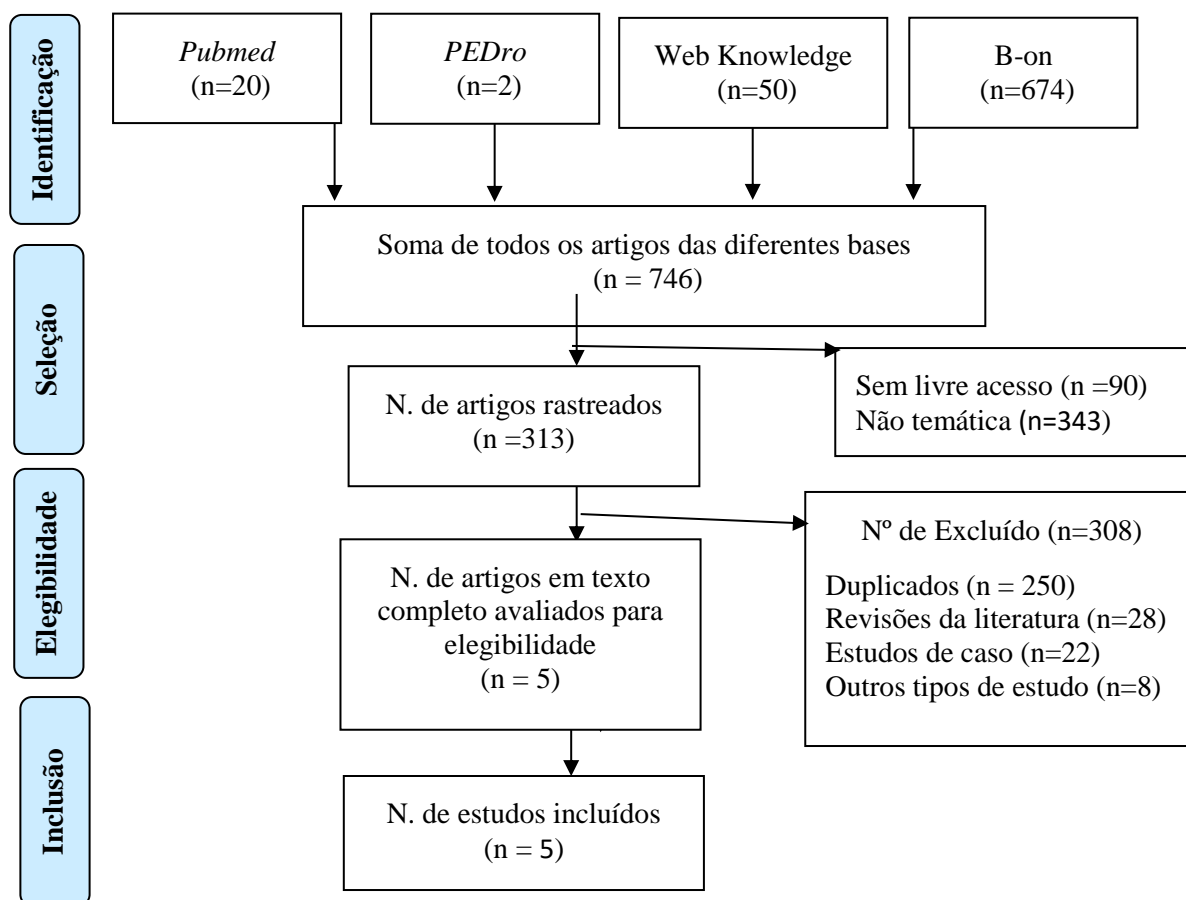 Identificação
Pubmed
(n=20)
PEDro
(n=2)
Web Knowledge
(n=50)
B-on
(n=674)
Soma de todos os artigos das diferentes bases
(n = 746)
Seleção
N. de artigos rastreados
(n =313)
Sem livre acesso (n =90)
Não temática (n=343)
Elegibilidade
N. de artigos em texto
completo avaliados para
elegibilidade
(n = 5)
Nº de Excluído (n=308)
Duplicados (n = 250)
Revisões da literatura (n=28)
Estudos de caso (n=22)
Outros tipos de estudo (n=8)
Inclusão
N. de estudos incluídos
(n = 5)